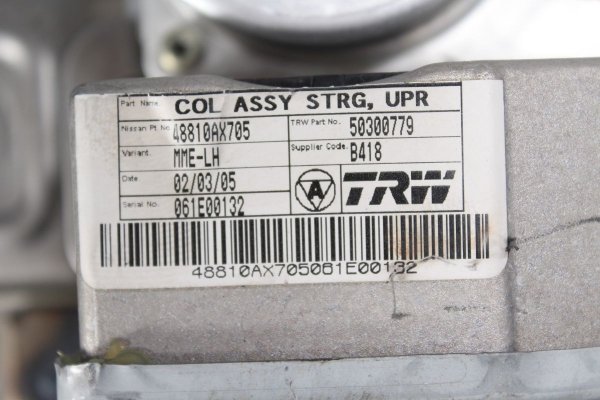 Part Name. COL ASSY STRG, UPR
Nissan Pt No. 48810AX705 TRW Part No. 50300779
Variant. MME-LH Supplier Code. B418
Date 02/03/05 A TRW
Serial No. 061E00132
48810AX705061E00132